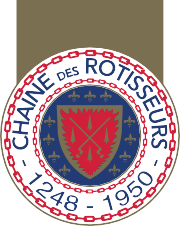 CHAINE DES ROTISSEURS
- 1248 - 1950 -